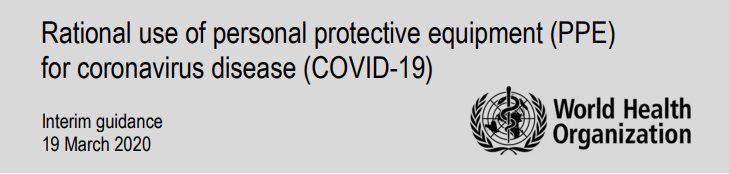 Rational use of personal protective equipment (PPE)
for coronavirus disease (COVID-19)
Interim guidance
19 March 2020
World Health
Organization